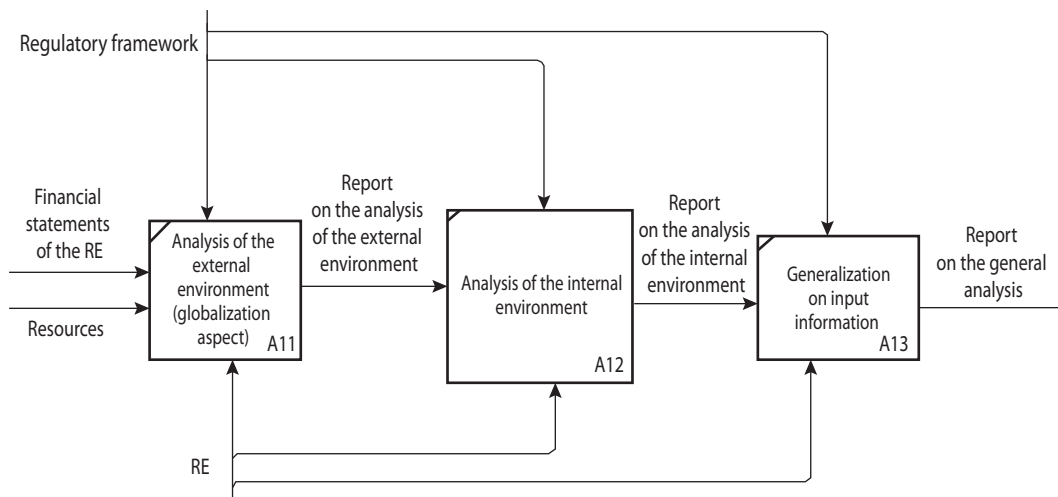 Regulatory framework
Financial
statements
of the RE
Resources
Analysis of the
external
environment
(globalization
aspect)
A11
Report
on the analysis
of the external
environment
Analysis of the internal
environment
A12
Report
on the analysis
of the internal
environment
Generalization
on input
information
A13
Report
on the general
analysis
RE